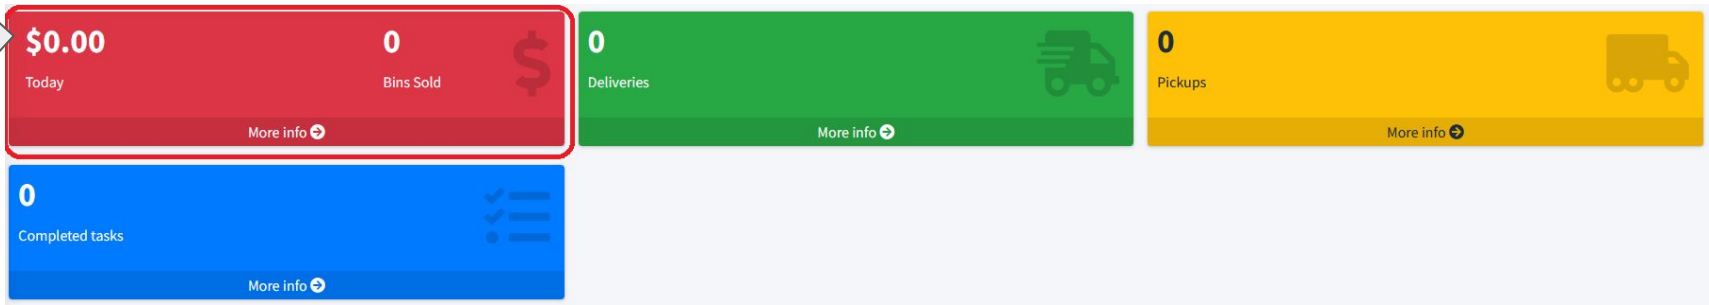 $0.00 0
Today Bins Sold
More info
0
Deliveries
More info
0
Pickups
More info
0
Completed tasks
More info